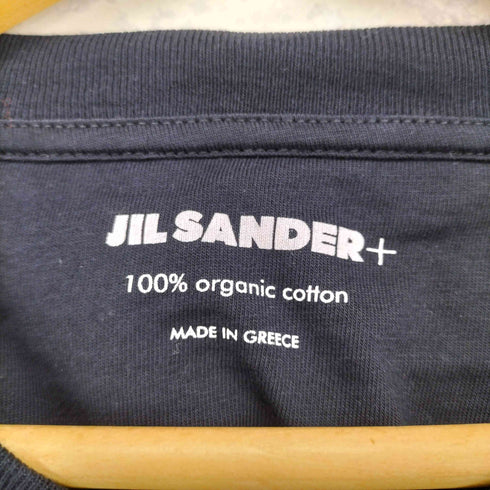 JIL SANDER+
100% organic cotton
MADE IN GREECE